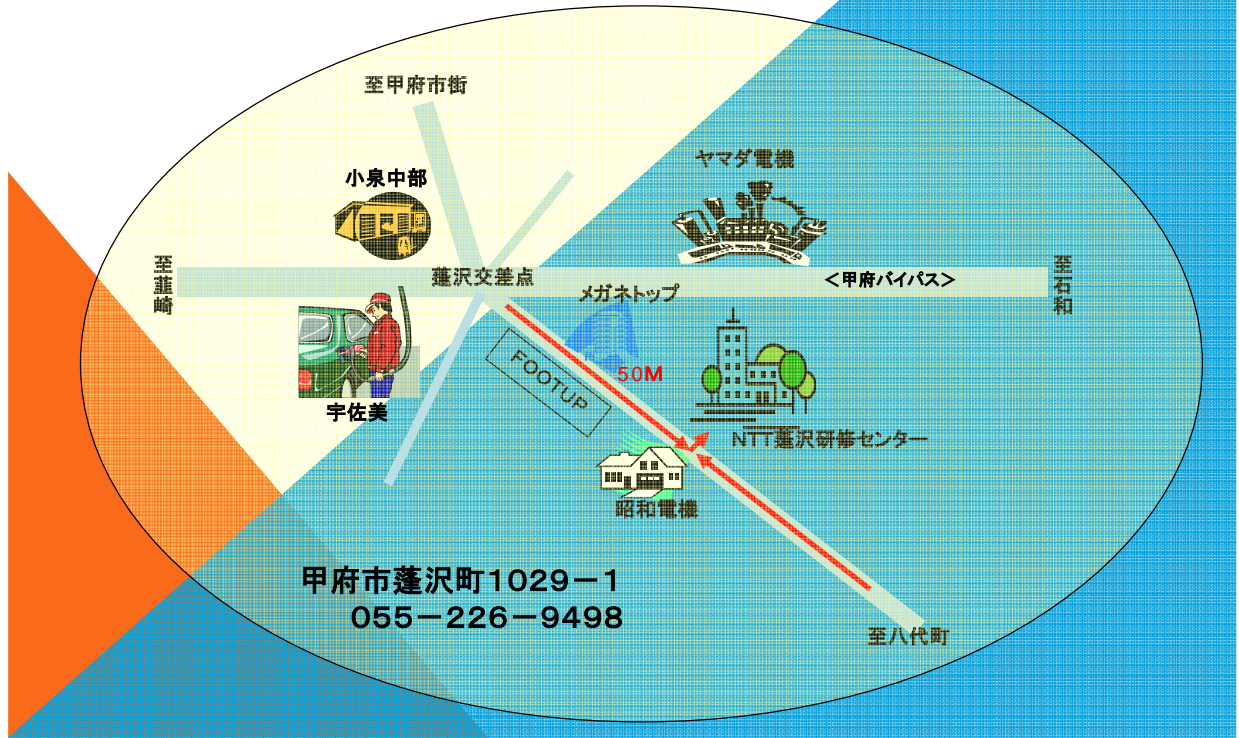 至甲府市街
ヤマダ電機
小泉中部
至韮崎
蓬沢交差点
＜甲府バイパス＞
至石和
メガネトップ
FOOTUP
50M
宇佐美
NTT蓬沢研修センター
昭和電機
甲府市蓬沢町1029－1
055－226－9498
至八代町